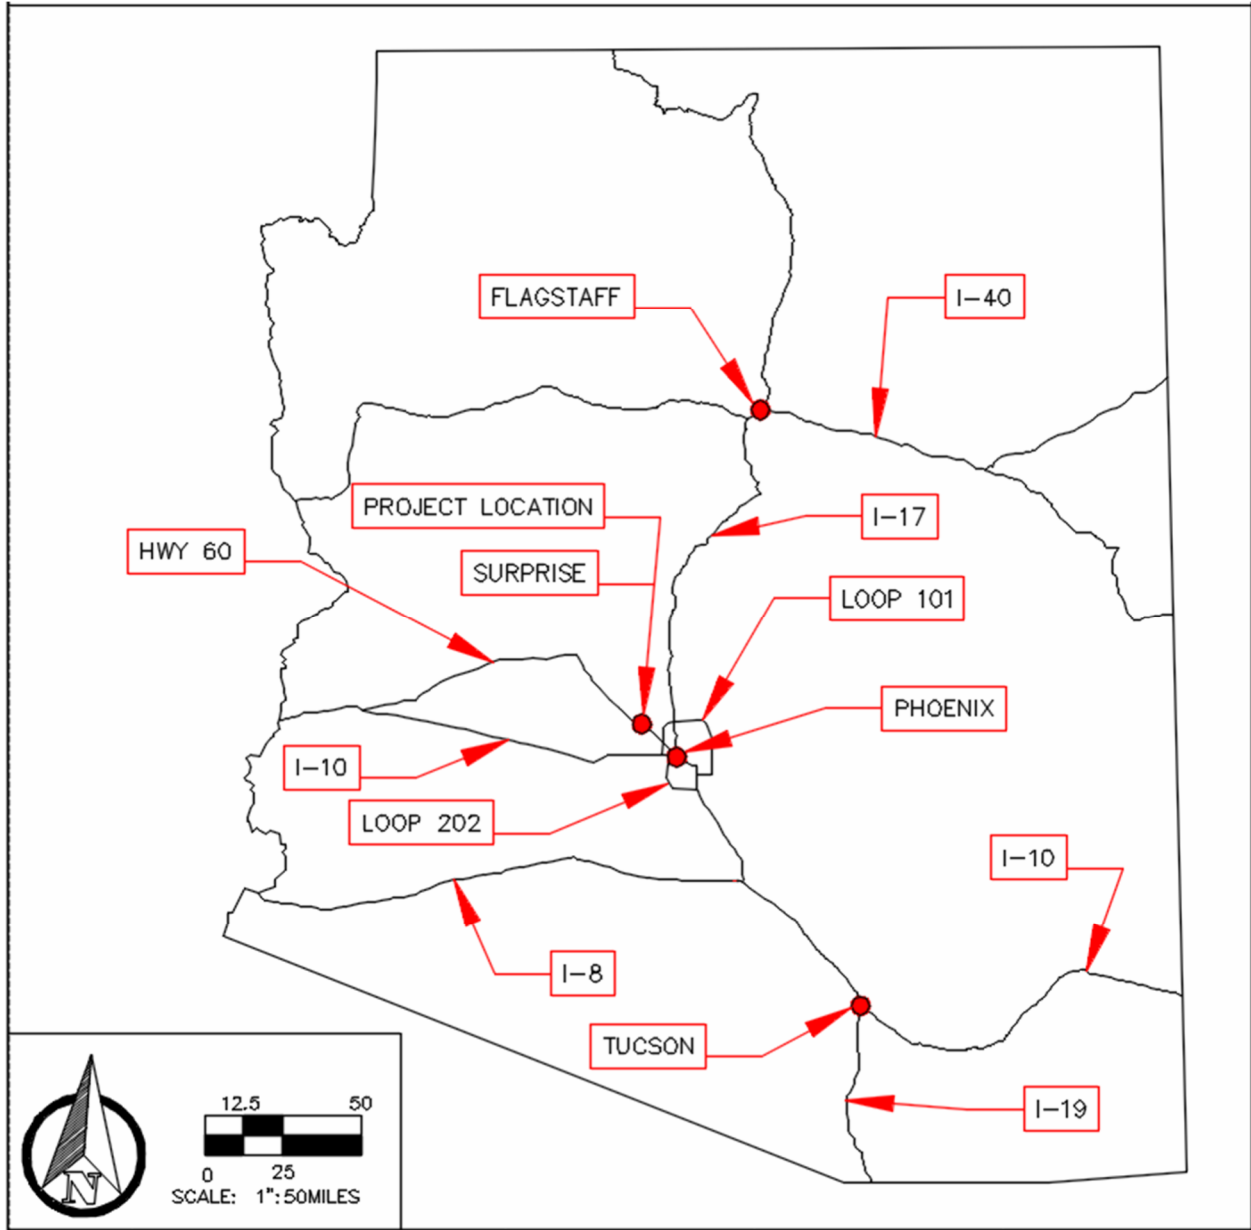 FLAGSTAFF
I-40
PROJECT LOCATION
I-17
HWY 60
SURPRISE
LOOP 101
PHOENIX
I-10
LOOP 202
I-10
I-8
TUCSON
I-19
12.5 50
0 25
SCALE: 1":50MILES
N